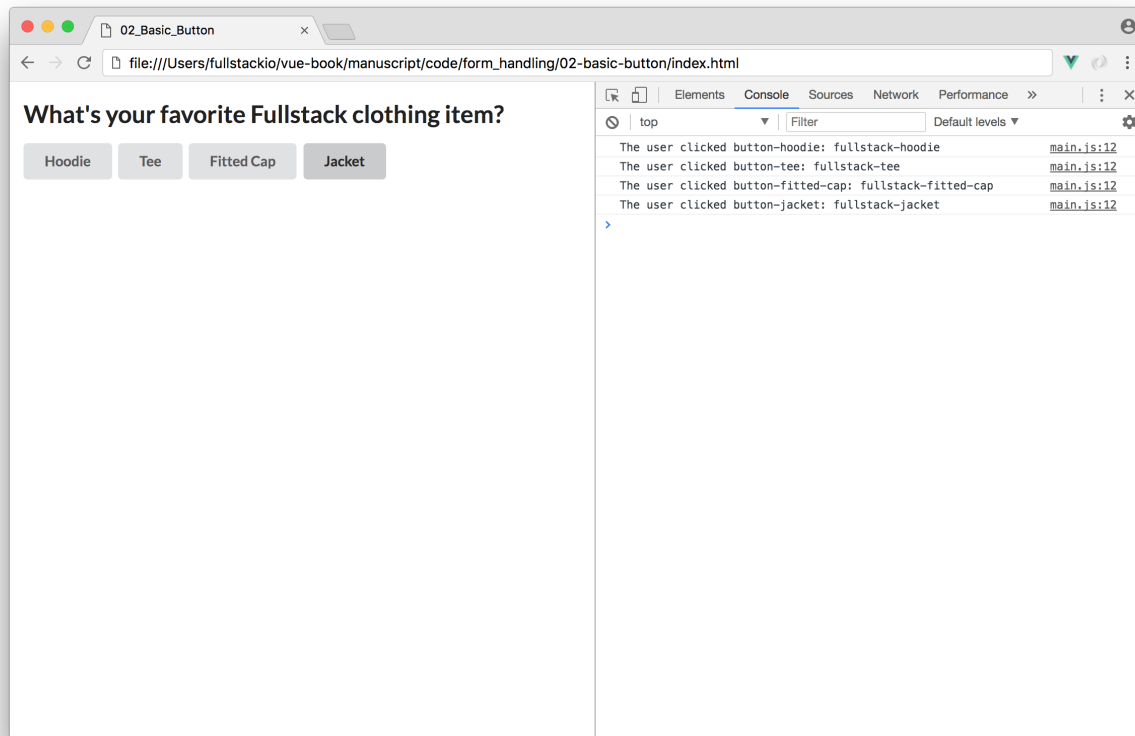 02_Basic_Button
file:///Users/fullstackio/vue-book/manuscript/code/form_handling/02-basic-button/index.html
What's your favorite Fullstack clothing item?
Hoodie Tee Fitted Cap Jacket
Elements Console Sources Network Performance »
top Filter Default levels
The user clicked button-hoodie: fullstack-hoodie main.js:12
The user clicked button-tee: fullstack-tee main.js:12
The user clicked button-fitted-cap: fullstack-fitted-cap main.js:12
The user clicked button-jacket: fullstack-jacket main.js:12